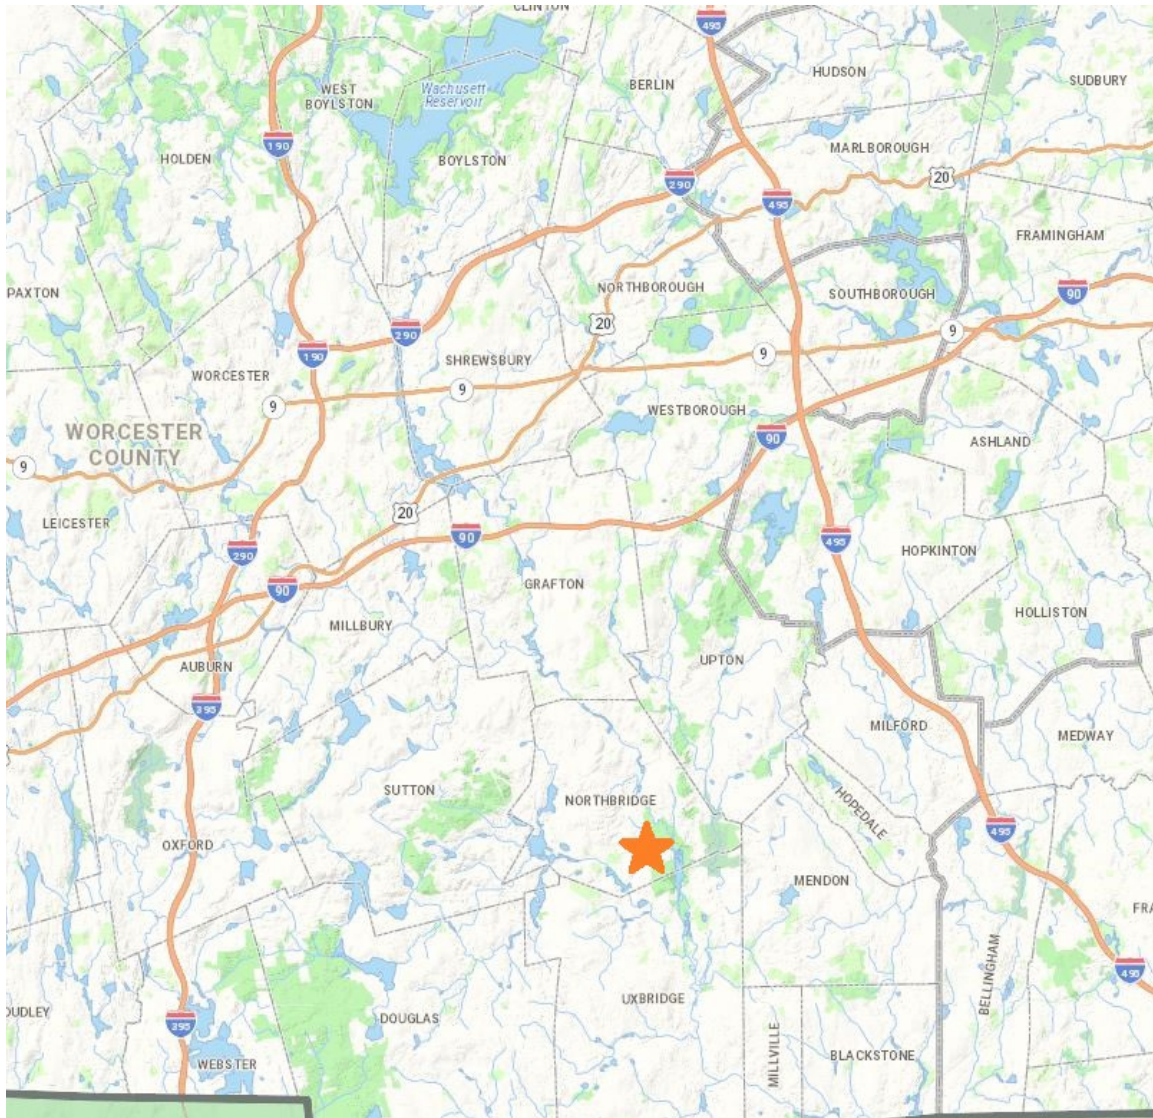 CLINTON
495
HUDSON
SUDBURY
BERLIN
WEST
BOYLSTON
Wachusett
Reservoir
190
HOLDEN
BOYLSTON
MARLBOROUGH
20
290
495
FRAMINGHAM
PAXTON
NORTHBOROUGH
SOUTHBOROUGH
90
20
290
9
190
SHREWSBURY
9
WORCESTER
9
9
WESTBOROUGH
WORCESTER
COUNTY
90
ASHLAND
9
20
LEICESTER
90
495
290
HOPKINTON
90
GRAFTON
HOLLISTON
MILLBURY
AUBURN
UPTON
395
MILFORD
MEDWAY
SUTTON
NORTHBRIDGE
HOPEDALE
495
OXFORD
MENDON
FRA
BELLINGHAM
495
UXBRIDGE
DUDLEY
DOUGLAS
395
MILLVILLE
BLACKSTONE
WEBSTER